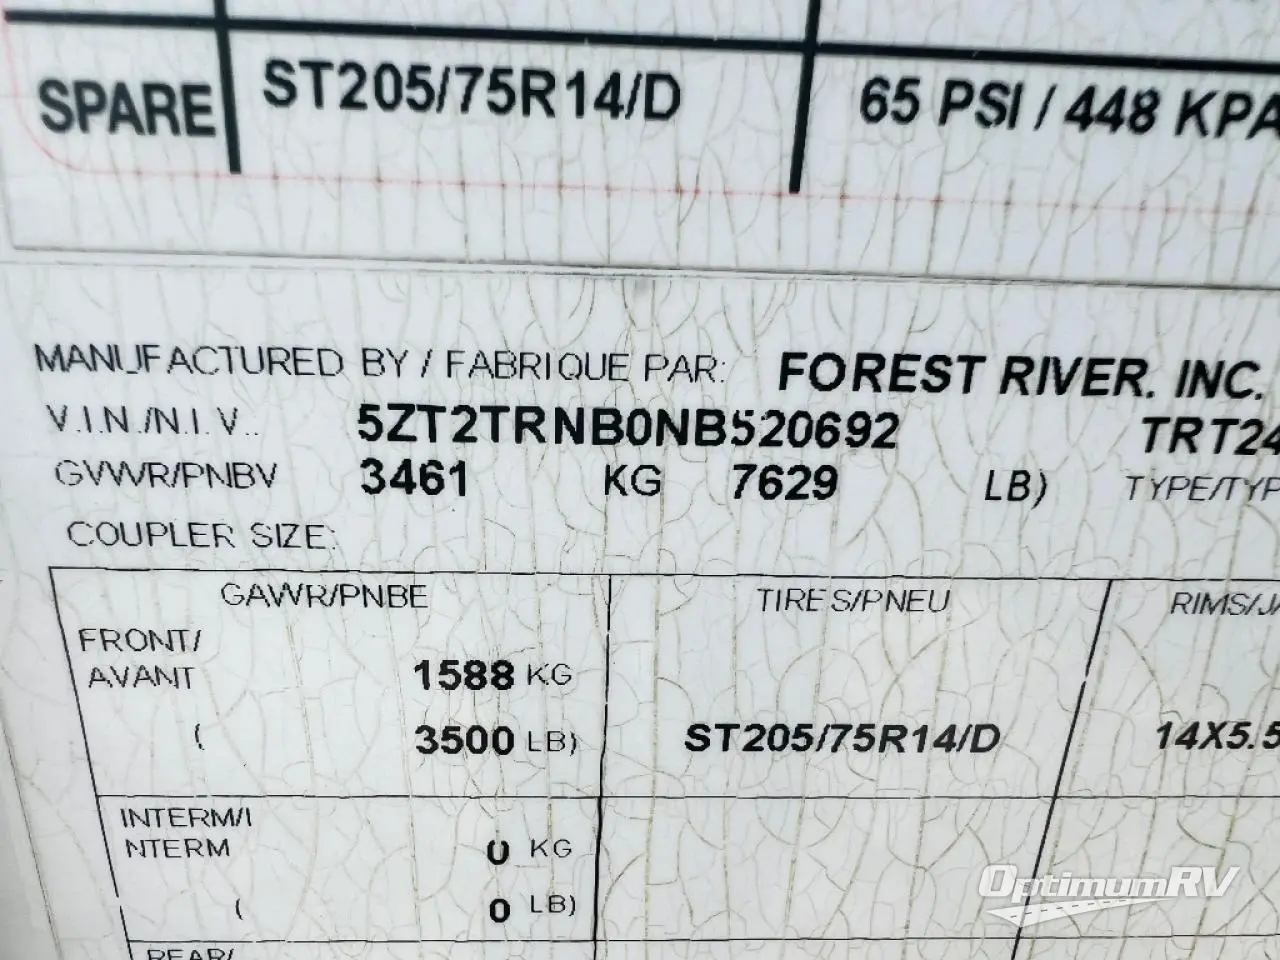 SPARE ST205/75R14/D 65 PSI / 448 KPA
MANUFACTURED BY / FABRIQUE PAR: FOREST RIVER, INC.
V.I.N./N.I.V.. 5ZT2TRNB0NB520692 TRT24
GVWR/PNBV 3461 KG 7629 LB) TYPE/TYP
COUPLER SIZE:
GAWR/PNBE TIRES/PNEU RIMS/JA
FRONT/
AVANT 1588 KG
( 3500 LB) ST205/75R14/D 14X5.5
INTERM/I
NTERM 0 KG
( 0 LB)
REAR/
OptimumRV